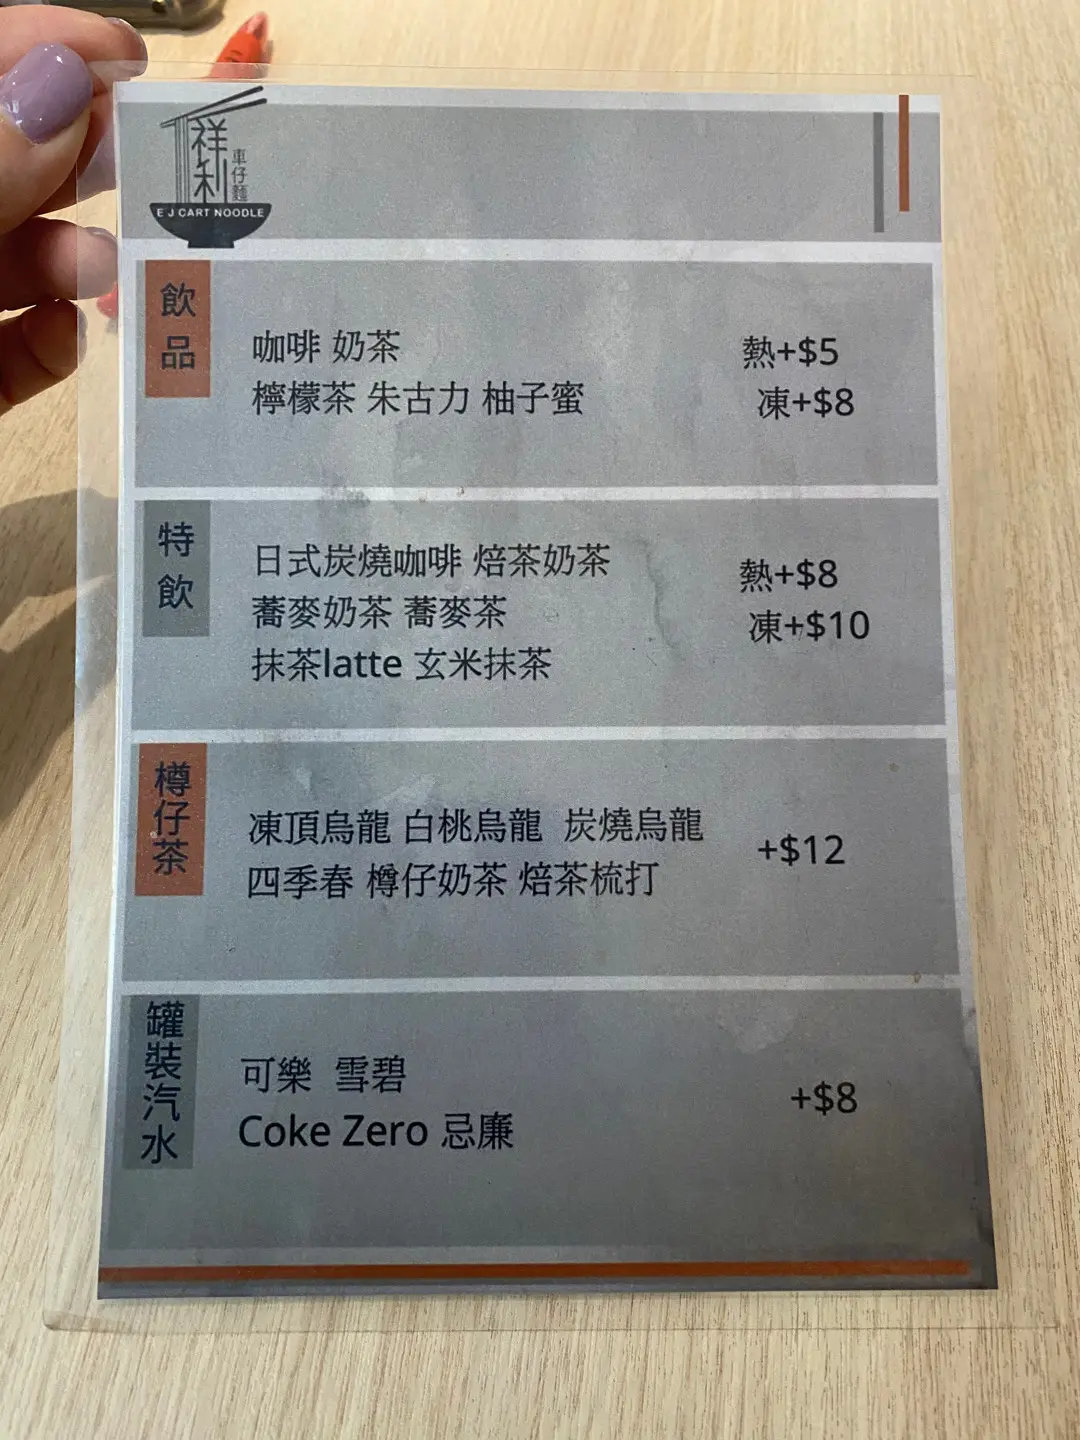 祥利
車仔麵
E J CART NOODLE
飲品
咖啡 奶茶
熱+$5
檸檬茶 朱古力 柚子蜜
凍+$8
特飲
日式炭燒咖啡 焙茶奶茶
熱+$8
蕎麥奶茶 蕎麥茶
凍+$10
抹茶latte 玄米抹茶
樽仔茶
凍頂烏龍 白桃烏龍 炭燒烏龍
四季春 樽仔奶茶 焙茶梳打
+$12
罐裝汽水
可樂 雪碧
Coke Zero 忌廉
+$8